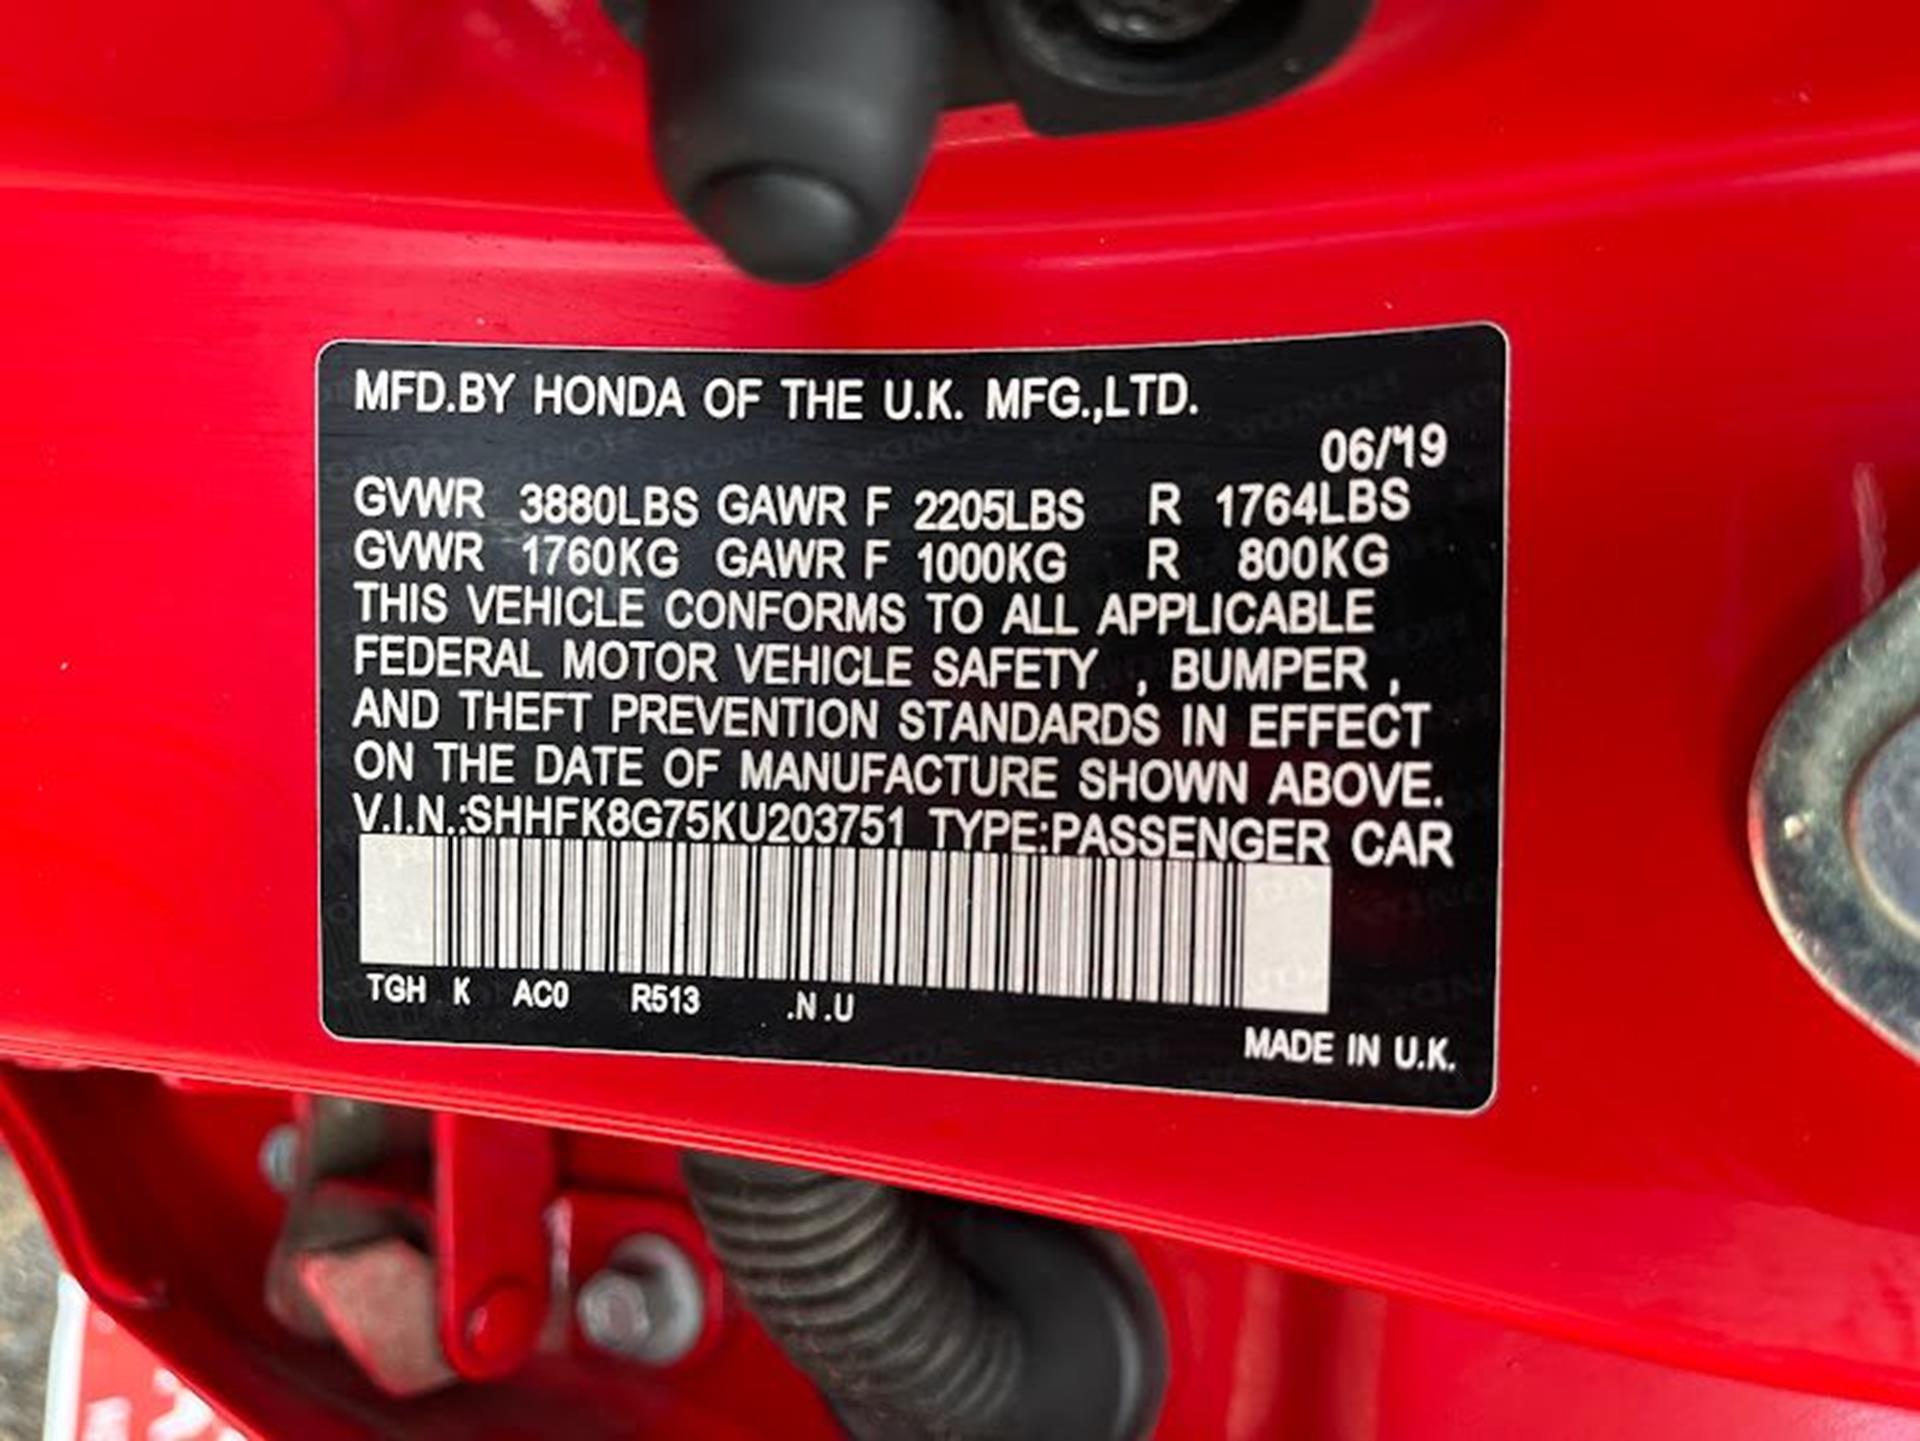 MFD.BY HONDA OF THE U.K. MFG.,LTD.
06/'19
GVWR 3880LBS GAWR F 2205LBS R 1764LBS
GVWR 1760KG GAWR F 1000KG R 800KG
THIS VEHICLE CONFORMS TO ALL APPLICABLE
FEDERAL MOTOR VEHICLE SAFETY , BUMPER ,
AND THEFT PREVENTION STANDARDS IN EFFECT
ON THE DATE OF MANUFACTURE SHOWN ABOVE.
V.I.N.:SHHFK8G75KU203751 TYPE:PASSENGER CAR
TGH K AC0 R513 .N .U
MADE IN U.K.